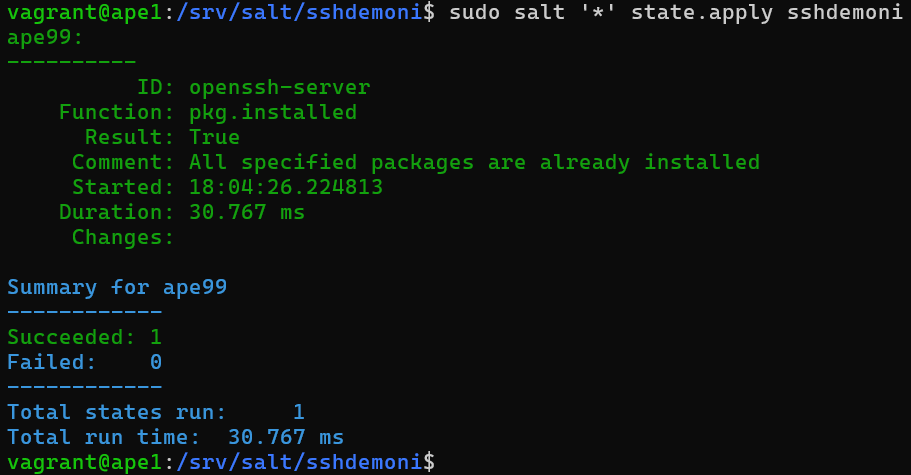 vagrant@ape1:/srv/salt/sshdemoni$ sudo salt '*' state.apply sshdemoni
ape99:
----------
          ID: openssh-server
    Function: pkg.installed
      Result: True
     Comment: All specified packages are already installed
     Started: 18:04:26.224813
    Duration: 30.767 ms
     Changes:

Summary for ape99
------------
Succeeded: 1
Failed:    0
------------
Total states run:     1
Total run time:  30.767 ms
vagrant@ape1:/srv/salt/sshdemoni$